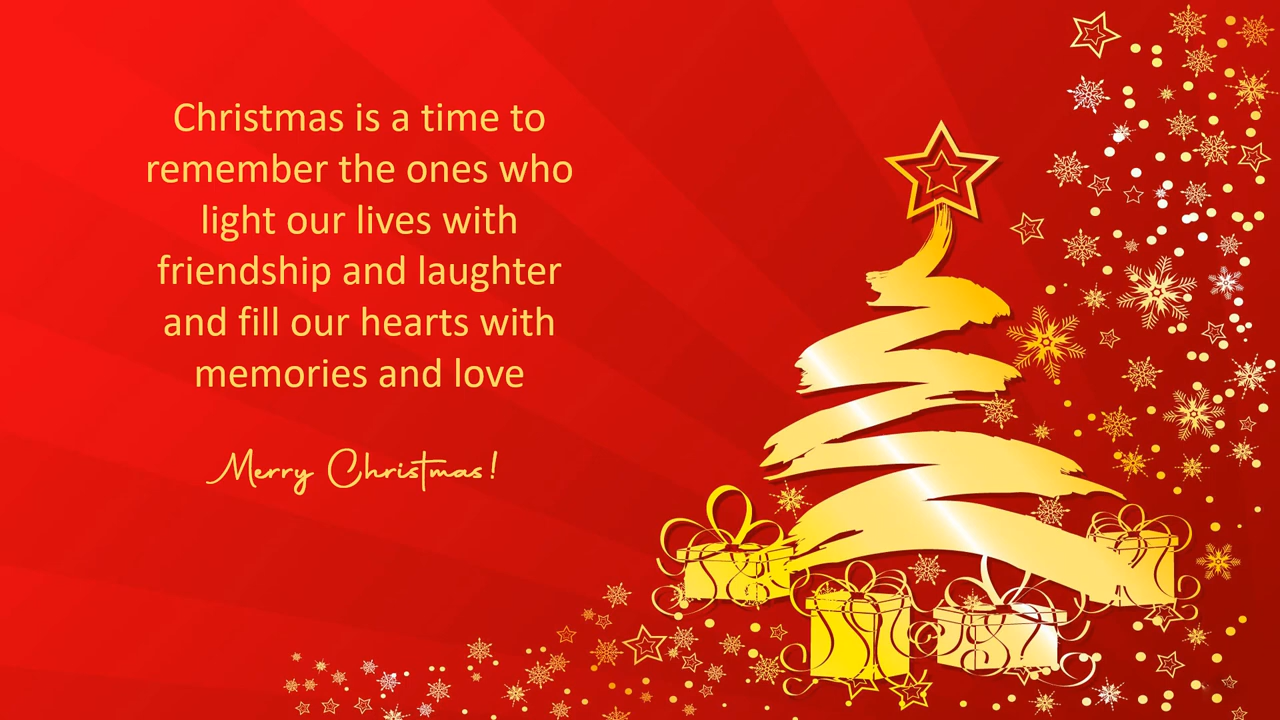 Christmas is a time to
remember the ones who
light our lives with
friendship and laughter
and fill our hearts with
memories and love
Merry Christmas!